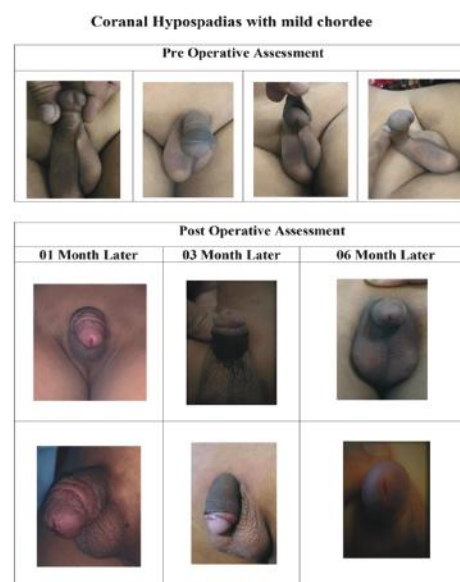 Coranal Hypospadias with mild chordee
Pre Operative Assessment
Post Operative Assessment
01 Month Later
03 Month Later
06 Month Later